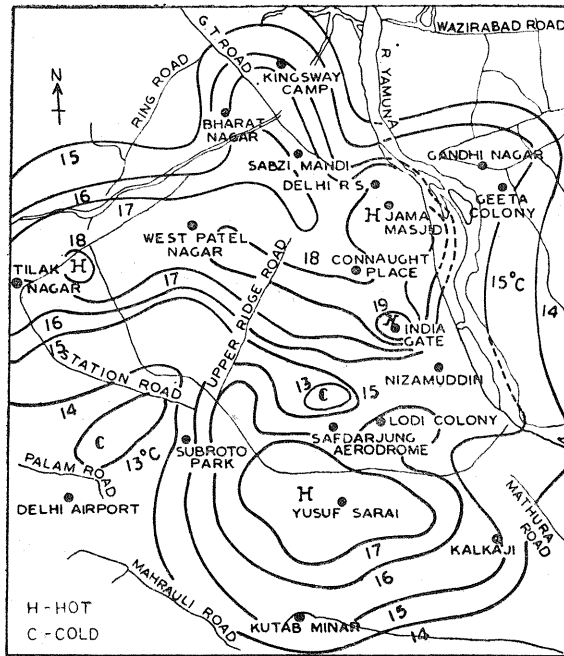 WAZIRABAD ROAD
G T ROAD
N
RING ROAD
KINGSWAY
CAMP
R YAMUNA
BHARAT
NAGAR
15
SABZI MANDI
GANDHI NAGAR
16
DELHI R S
GEETA
COLONY
17
H
JAMA
MASJID
18
H
WEST PATEL
NAGAR
18
CONNAUGHT
PLACE
TILAK
NAGAR
17
UPPER RIDGE ROAD
15°C
14
19
H
INDIA
GATE
16
15
STATION ROAD
NIZAMUDDIN
13
C
15
14
C
13°C
LODI COLONY
SAFDARJUNG
AERODROME
SUBROTO
PARK
PALAM ROAD
DELHI AIRPORT
H
YUSUF SARAI
MATHURA
ROAD
17
KALKAJI
16
MAHRAULI ROAD
15
H - HOT
C - COLD
KUTAB MINAR
14